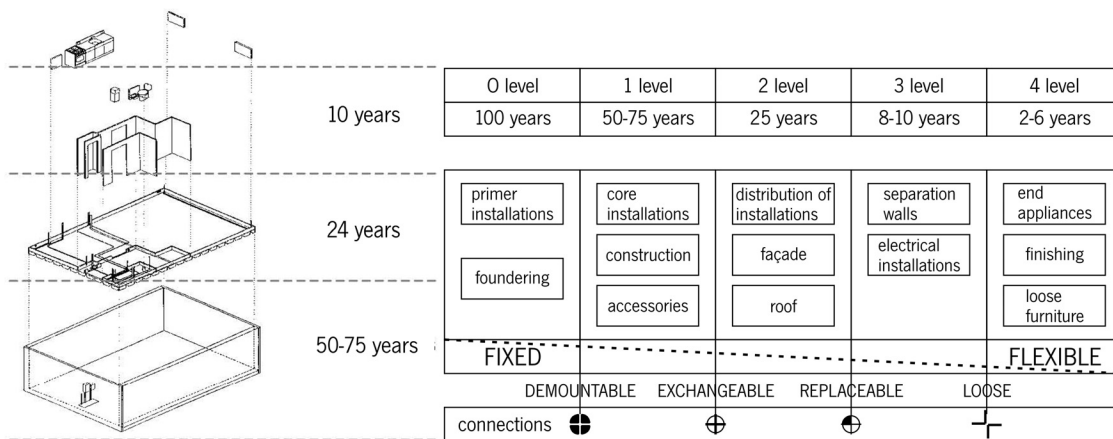 10 years
24 years
50-75 years
0 level
1 level
2 level
3 level
4 level
100 years
50-75 years
25 years
8-10 years
2-6 years
primer
installations
core
installations
distribution of
installations
separation
walls
end
appliances
foundering
construction
façade
electrical
installations
finishing
accessories
roof
loose
furniture
FIXED
FLEXIBLE
DEMOUNTABLE
EXCHANGEABLE
REPLACEABLE
LOOSE
connections